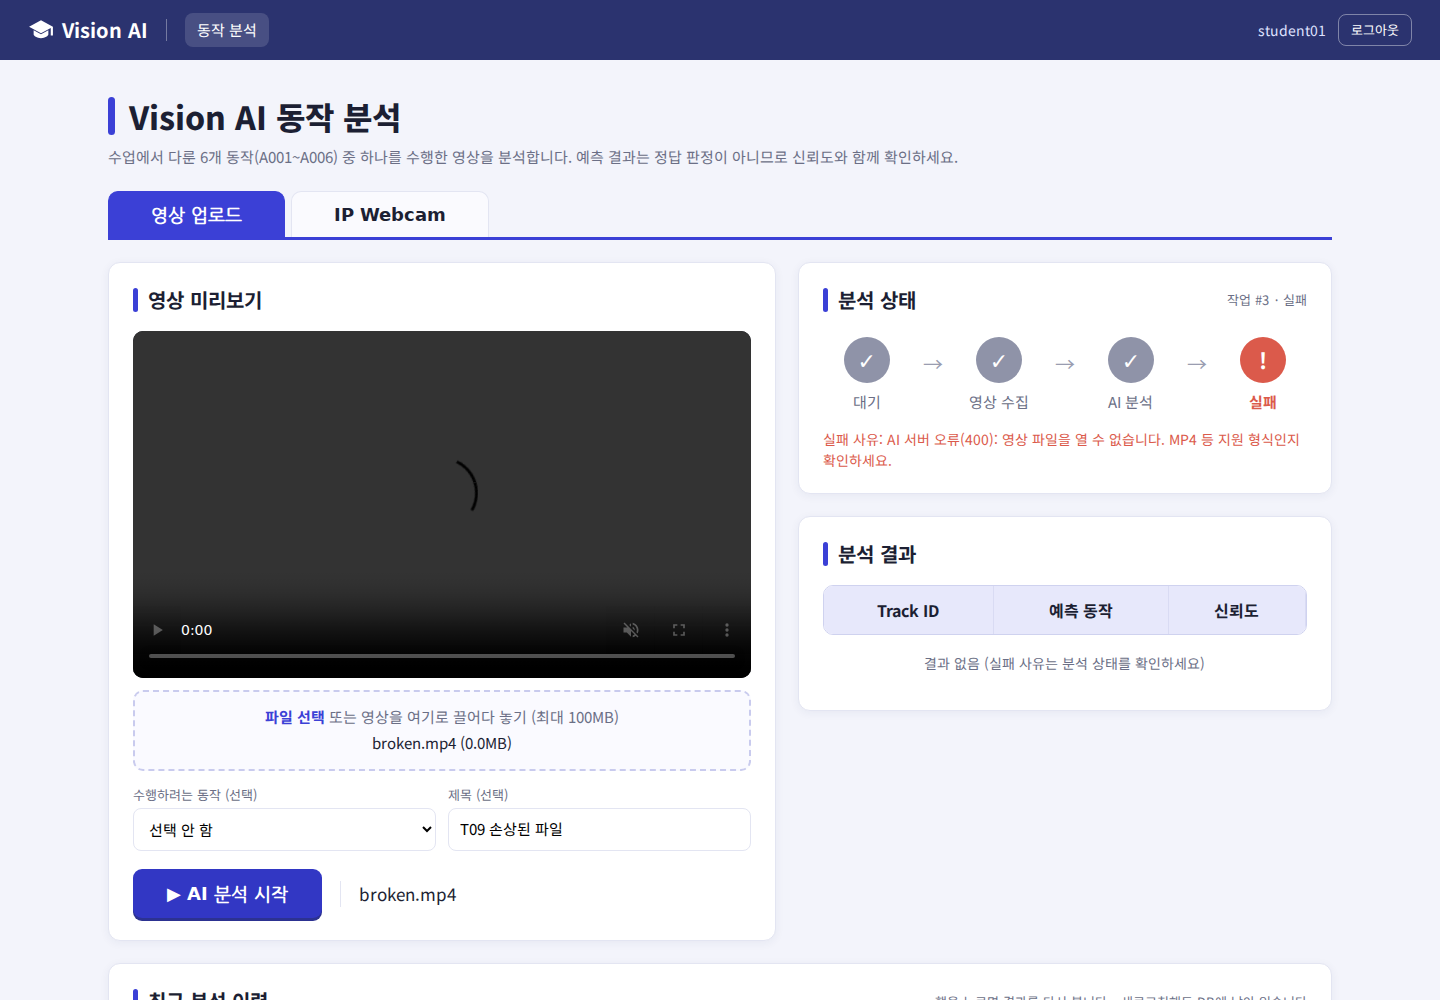 Vision AI
동작 분석
student01
로그아웃
Vision AI 동작 분석
수업에서 다룬 6개 동작(A001~A006) 중 하나를 수행한 영상을 분석합니다. 예측 결과는 정답 판정이 아니므로 신뢰도와 함께 확인하세요.
영상 업로드
IP Webcam
영상 미리보기
0:00
파일 선택 또는 영상을 여기로 끌어다 놓기 (최대 100MB)
broken.mp4 (0.0MB)
수행하려는 동작 (선택)
제목 (선택)
선택 안 함
T09 손상된 파일
▶ AI 분석 시작
broken.mp4
분석 상태
작업 #3 · 실패
✓ → ✓ → ✓ → !
대기
영상 수집
AI 분석
실패
실패 사유: AI 서버 오류(400): 영상 파일을 열 수 없습니다. MP4 등 지원 형식인지
확인하세요.
분석 결과
Track ID
예측 동작
신뢰도
결과 없음 (실패 사유는 분석 상태를 확인하세요)
최근 분석 이력